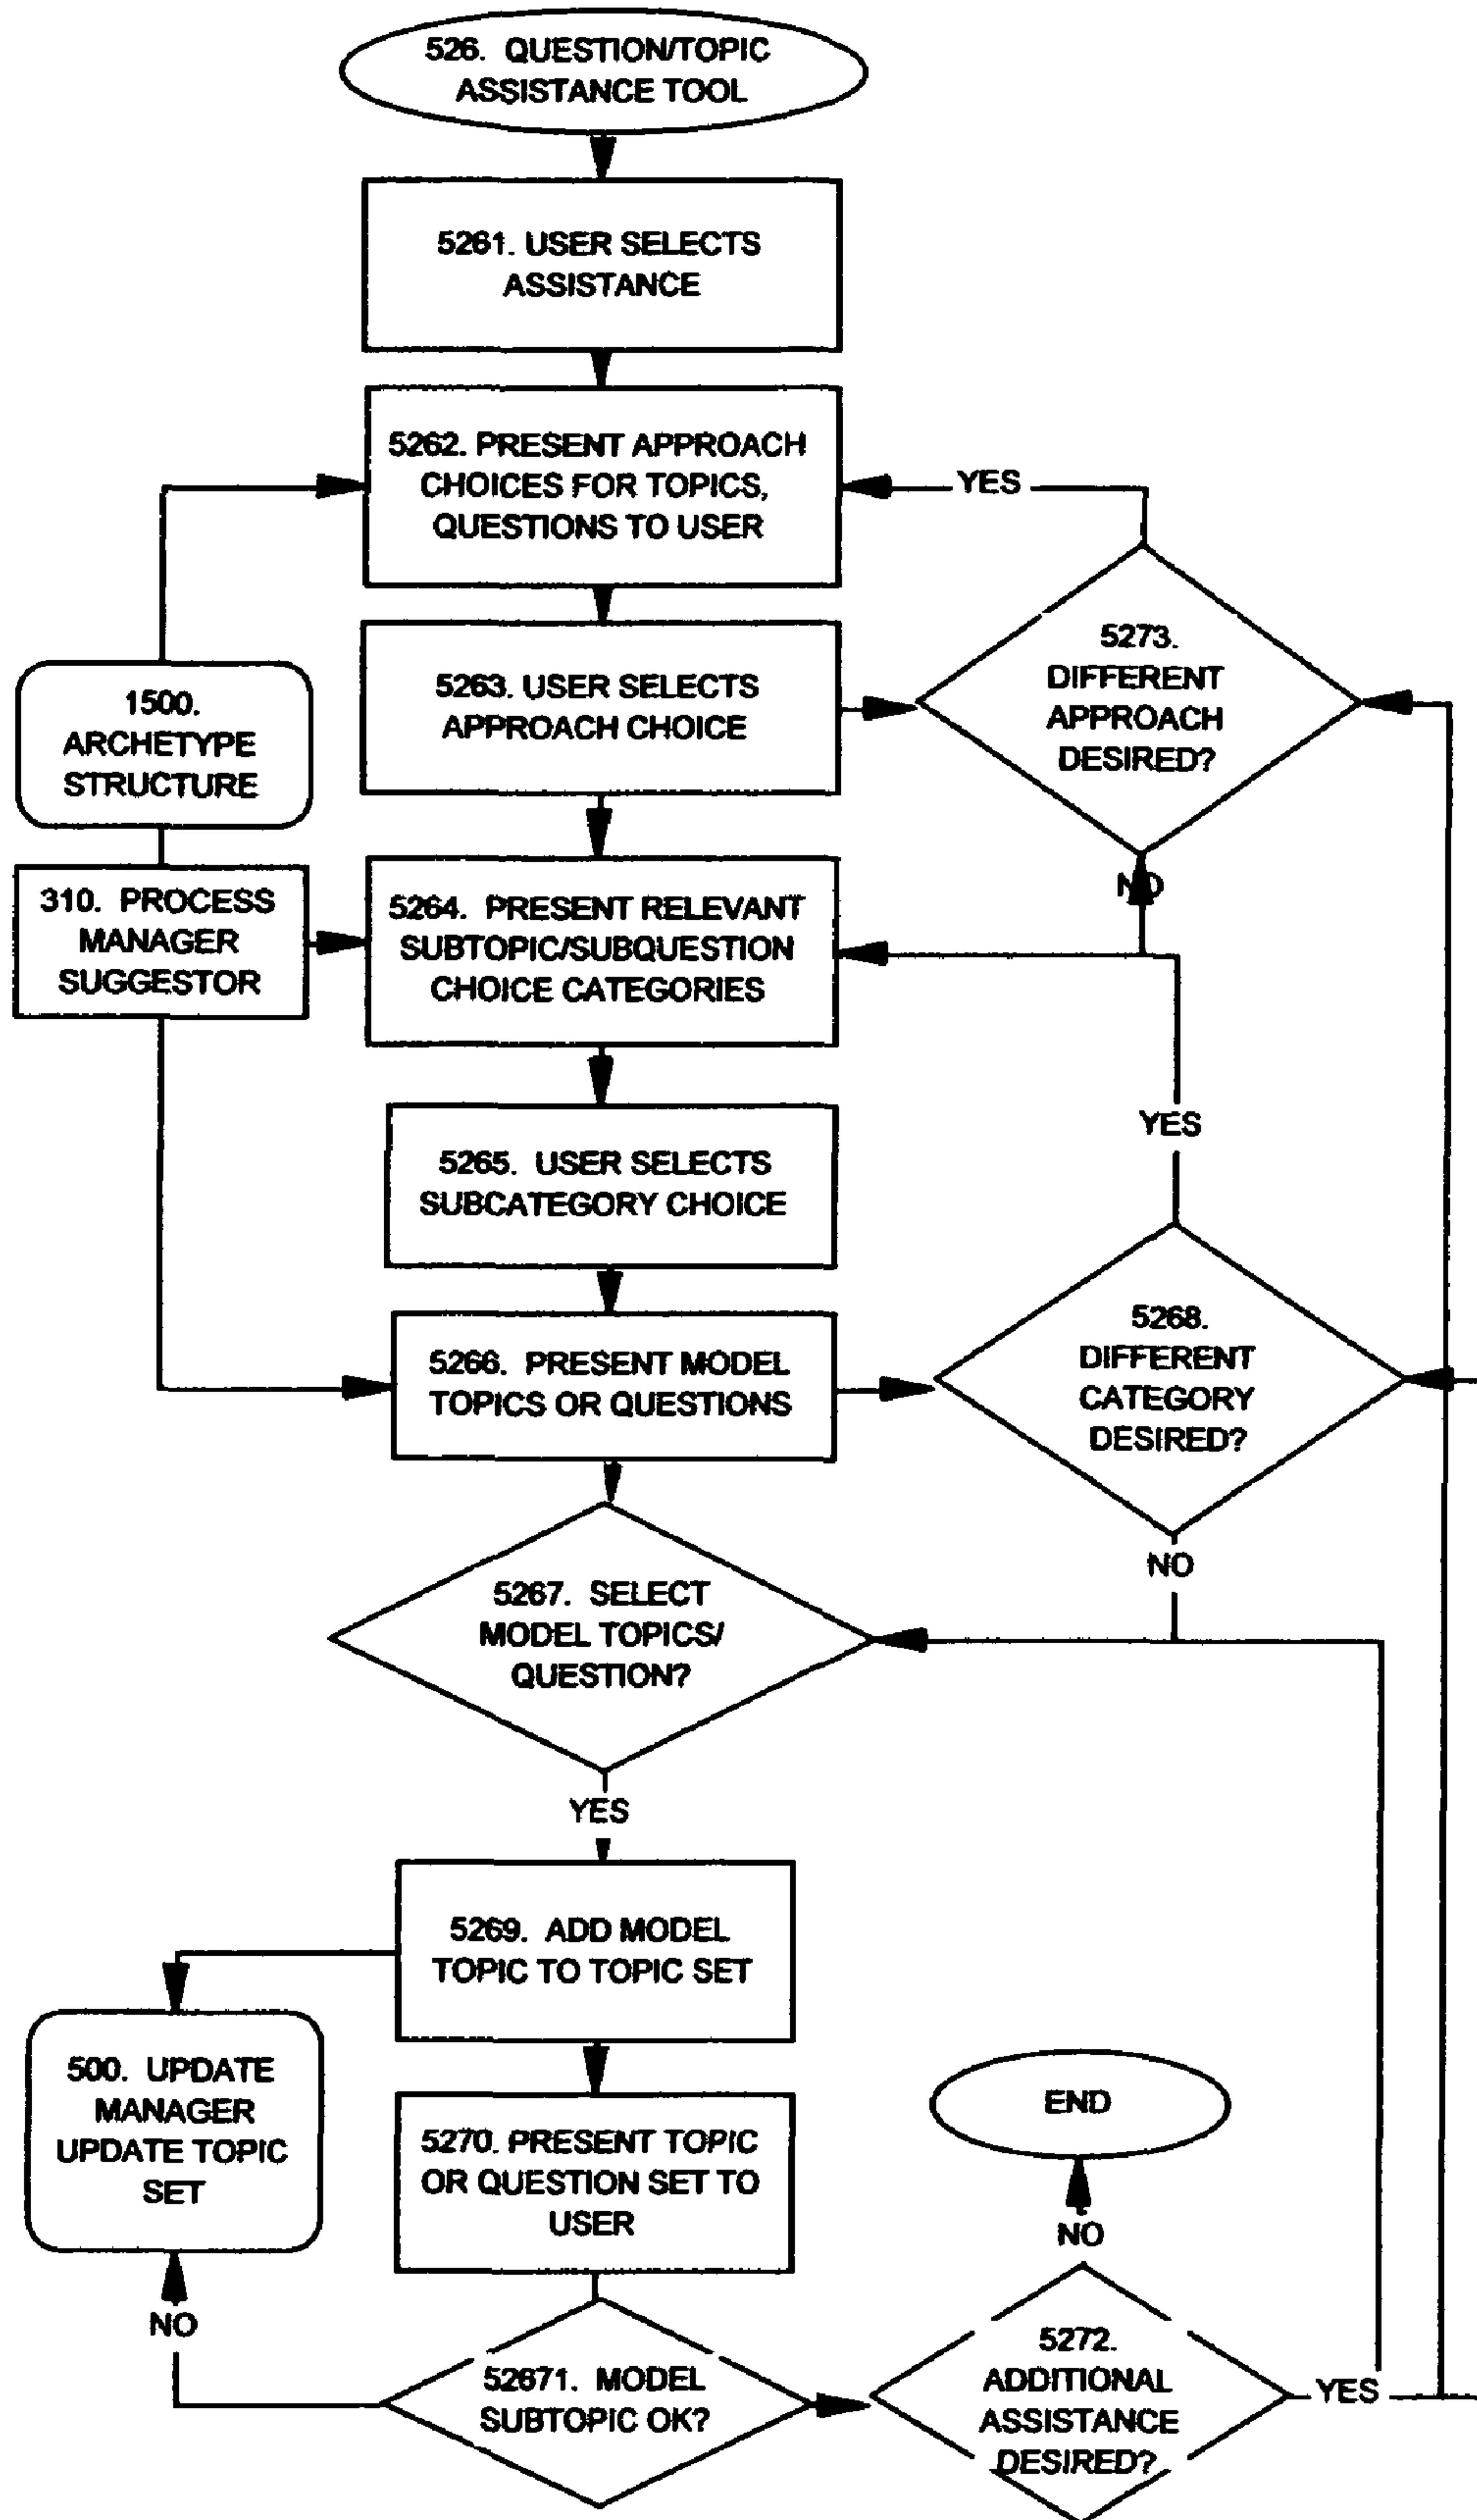 526. QUESTION/TOPIC
ASSISTANCE TOOL
5261. USER SELECTS
ASSISTANCE
5262. PRESENT APPROACH
CHOICES FOR TOPICS,
QUESTIONS TO USER
YES
5263. USER SELECTS
APPROACH CHOICE
5273.
DIFFERENT
APPROACH
DESIRED?
1500.
ARCHETYPE
STRUCTURE
NO
310. PROCESS
MANAGER
SUGGESTOR
5264. PRESENT RELEVANT
SUBTOPIC/SUBQUESTION
CHOICE CATEGORIES
YES
5265. USER SELECTS
SUBCATEGORY CHOICE
5266. PRESENT MODEL
TOPICS OR QUESTIONS
5268.
DIFFERENT
CATEGORY
DESIRED?
NO
5267. SELECT
MODEL TOPICS/
QUESTION?
YES
5269. ADD MODEL
TOPIC TO TOPIC SET
500. UPDATE
MANAGER
UPDATE TOPIC
SET
5270. PRESENT TOPIC
OR QUESTION SET TO
USER
END
NO
NO
52671. MODEL
SUBTOPIC OK?
5272.
ADDITIONAL
ASSISTANCE
DESIRED?
YES